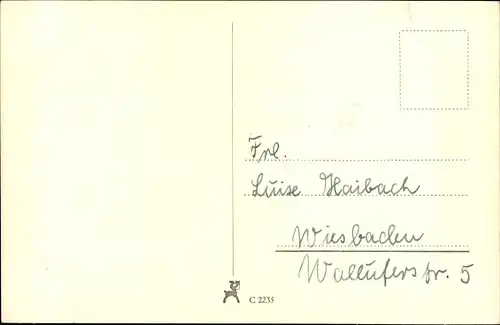 Frl.
Luise Haibach
Wiesbaden
Walluferstr. 5
C 2235